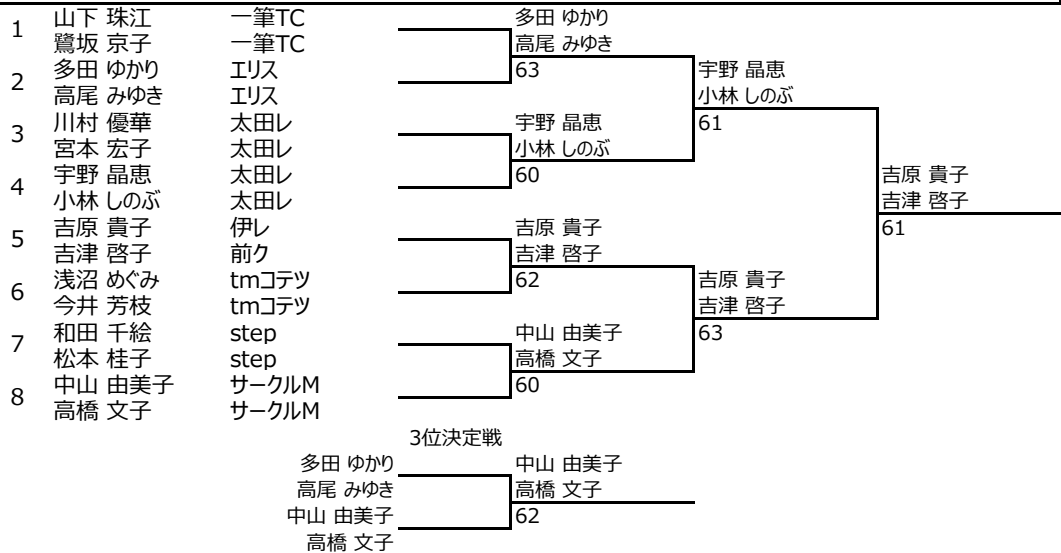 1
山下 珠江 一筆TC
鷺坂 京子 一筆TC
2
多田 ゆかり エリス
高尾 みゆき エリス
3
川村 優華 太田レ
宮本 宏子 太田レ
4
宇野 晶恵 太田レ
小林 しのぶ 太田レ
5
吉原 貴子 伊レ
吉津 啓子 前ク
6
浅沼 めぐみ tmコテツ
今井 芳枝 tmコテツ
7
和田 千絵 step
松本 桂子 step
8
中山 由美子 サークルM
高橋 文子 サークルM
多田 ゆかり
高尾 みゆき
63
宇野 晶恵
小林 しのぶ
60
吉原 貴子
吉津 啓子
62
中山 由美子
高橋 文子
60
宇野 晶恵
小林 しのぶ
61
吉原 貴子
吉津 啓子
63
吉原 貴子
吉津 啓子
61
3位決定戦
多田 ゆかり
高尾 みゆき
中山 由美子
高橋 文子
中山 由美子
高橋 文子
62